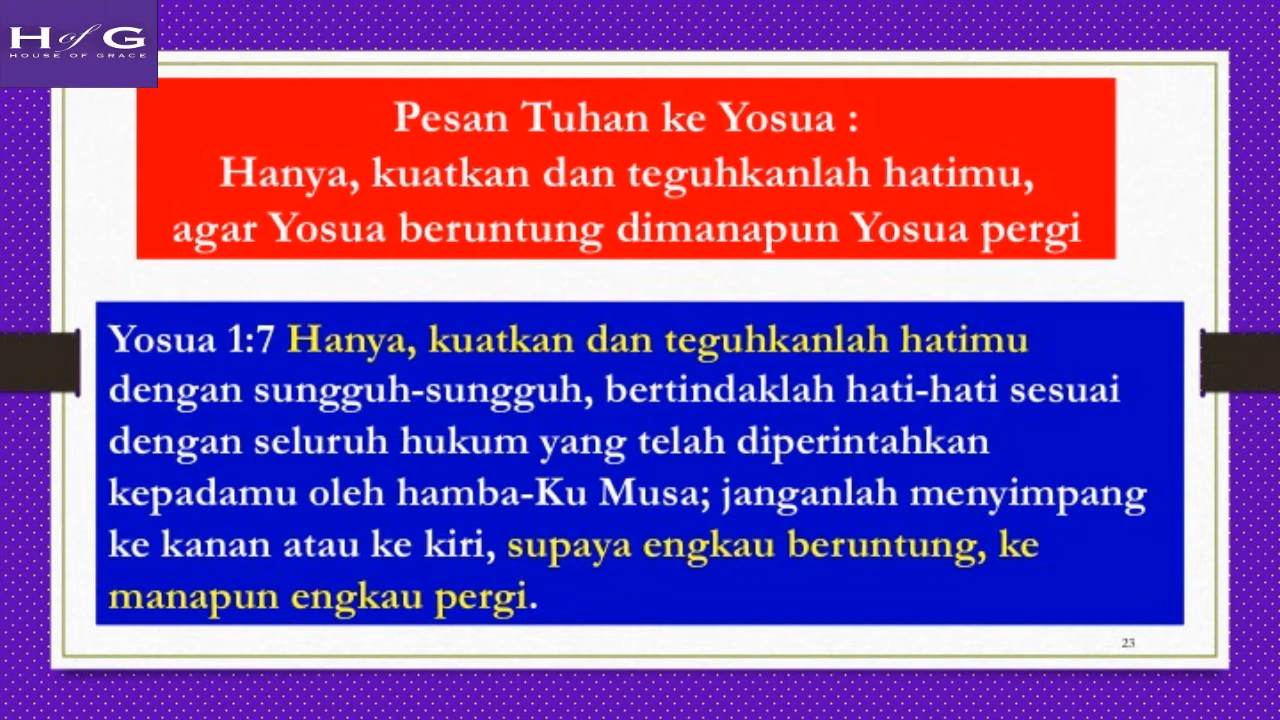 H of G
HOUSE OF GRACE
Pesan Tuhan ke Yosua :
Hanya, kuatkan dan teguhkanlah hatimu,
agar Yosua beruntung dimanapun Yosua pergi
Yosua 1:7 Hanya, kuatkan dan teguhkanlah hatimu
dengan sungguh-sungguh, bertindaklah hati-hati sesuai
dengan seluruh hukum yang telah diperintahkan
kepadamu oleh hamba-Ku Musa; janganlah menyimpang
ke kanan atau ke kiri, supaya engkau beruntung, ke
manapun engkau pergi.
23